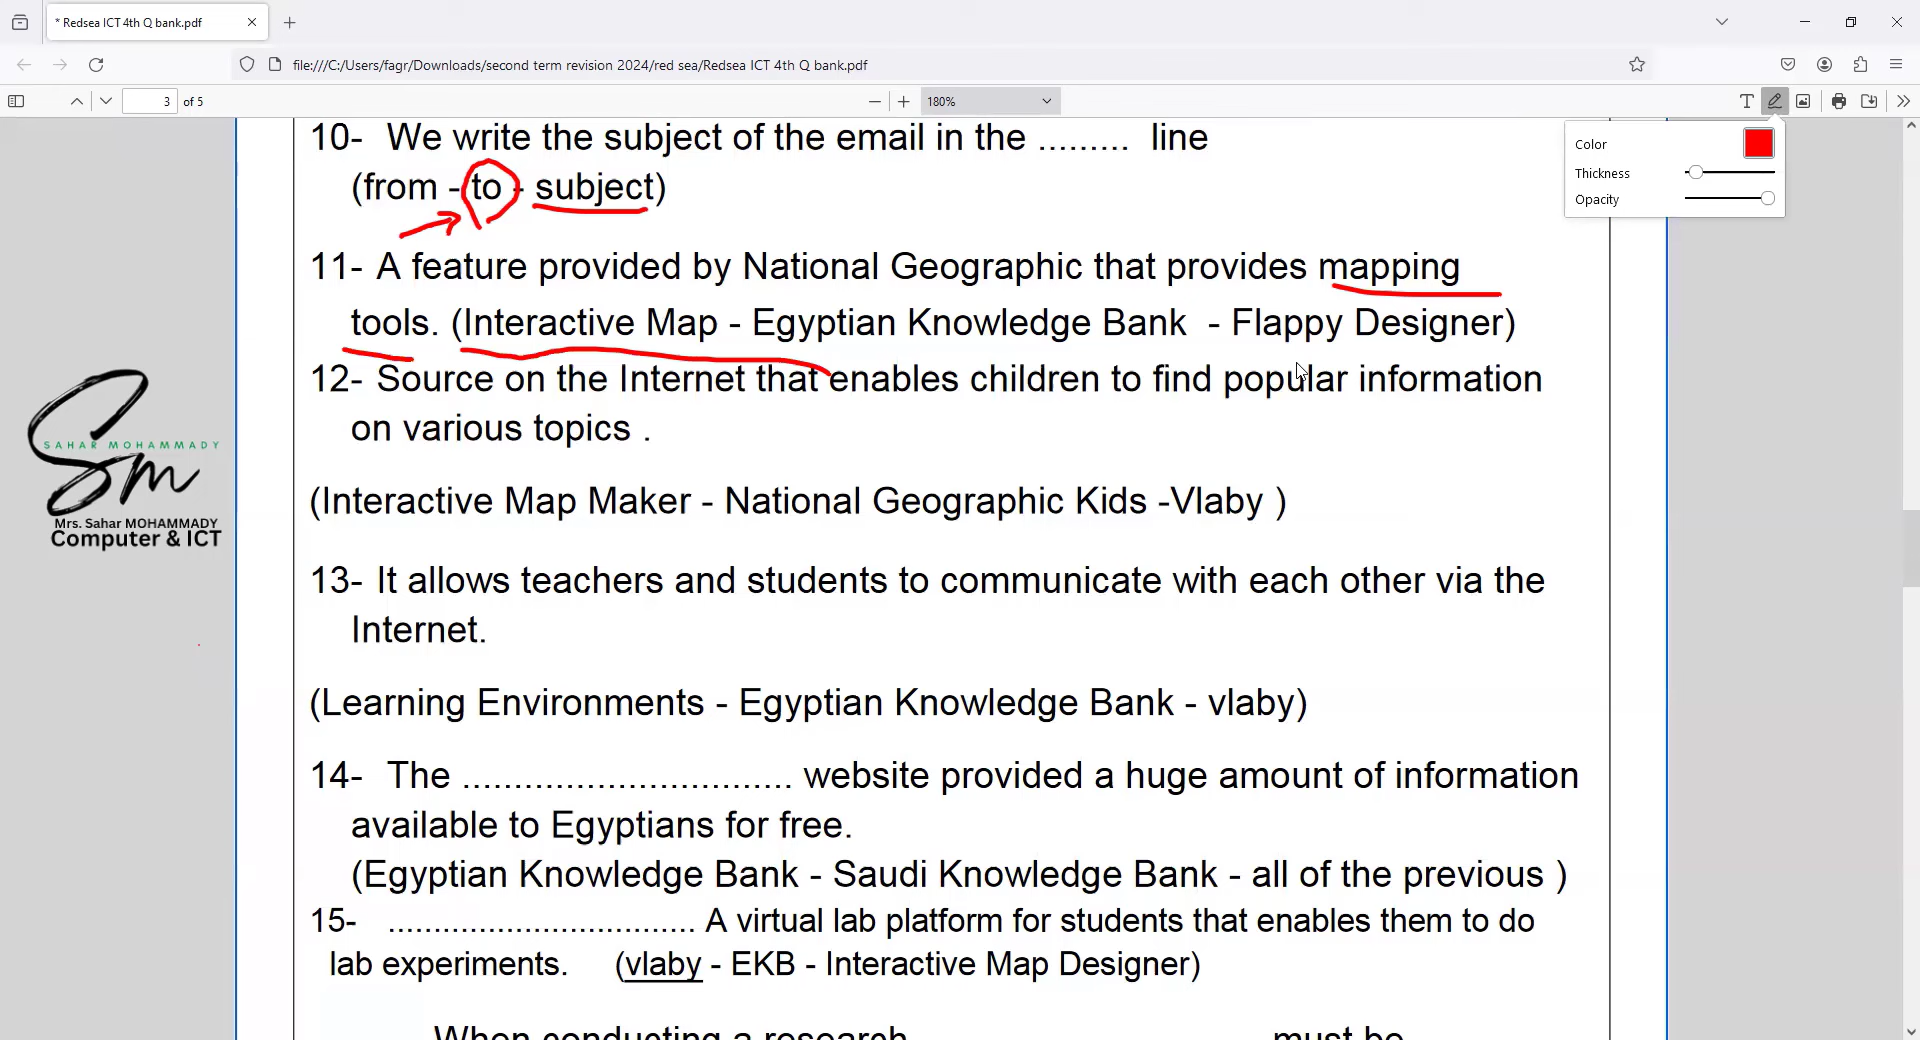 * Redsea ICT 4th Q bank.pdf
file:///C:/Users/fagr/Downloads/second term revision 2024/red sea/Redsea ICT 4th Q bank.pdf
3 of 5
180%
Color
Thickness
Opacity
10- We write the subject of the email in the ......... line
(from - to - subject)
11- A feature provided by National Geographic that provides mapping
tools. (Interactive Map - Egyptian Knowledge Bank - Flappy Designer)
12- Source on the Internet that enables children to find popular information
on various topics .
(Interactive Map Maker - National Geographic Kids -Vlaby )
13- It allows teachers and students to communicate with each other via the
Internet.
(Learning Environments - Egyptian Knowledge Bank - vlaby)
14- The ................................ website provided a huge amount of information
available to Egyptians for free.
(Egyptian Knowledge Bank - Saudi Knowledge Bank - all of the previous )
15- ................................. A virtual lab platform for students that enables them to do
lab experiments. (vlaby - EKB - Interactive Map Designer)
When conducting a research must be
Sm
SAHAR MOHAMMADY
Mrs. Sahar MOHAMMADY
Computer & ICT